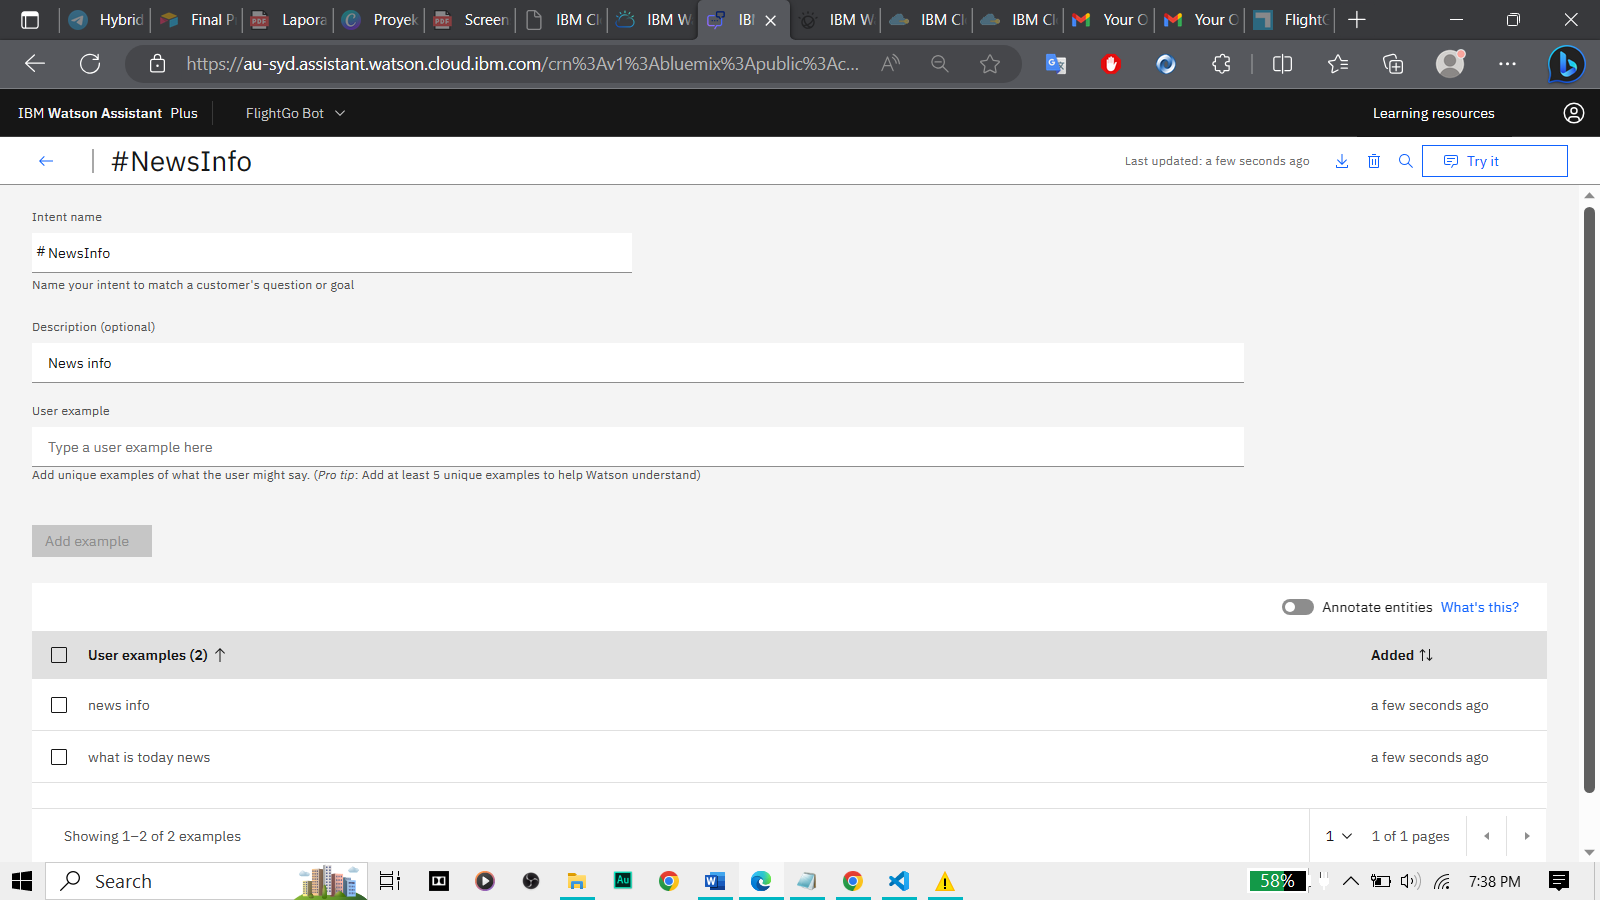 Hybrid
Final P
PDF
Lapora
Proyek
PDF
Screen
IBM Cl
IBM W
IBI
IBM W
IBM Cl
IBM Cl
Your O
Your O
FlightG
https://au-syd.assistant.watson.cloud.ibm.com/crn%3Av1%3Abluemix%3Apublic%3Ac...
IBM Watson Assistant Plus
FlightGo Bot
Learning resources
#NewsInfo
Last updated: a few seconds ago
Try it
Intent name
#NewsInfo
Name your intent to match a customer's question or goal
Description (optional)
News info
User example
Type a user example here
Add unique examples of what the user might say. (Pro tip: Add at least 5 unique examples to help Watson understand)
Add example
Annotate entities What's this?
User examples (2) ↑
Added ↑↓
news info
a few seconds ago
what is today news
a few seconds ago
Showing 1–2 of 2 examples
1
1 of 1 pages
Search
Au
58%
7:38 PM